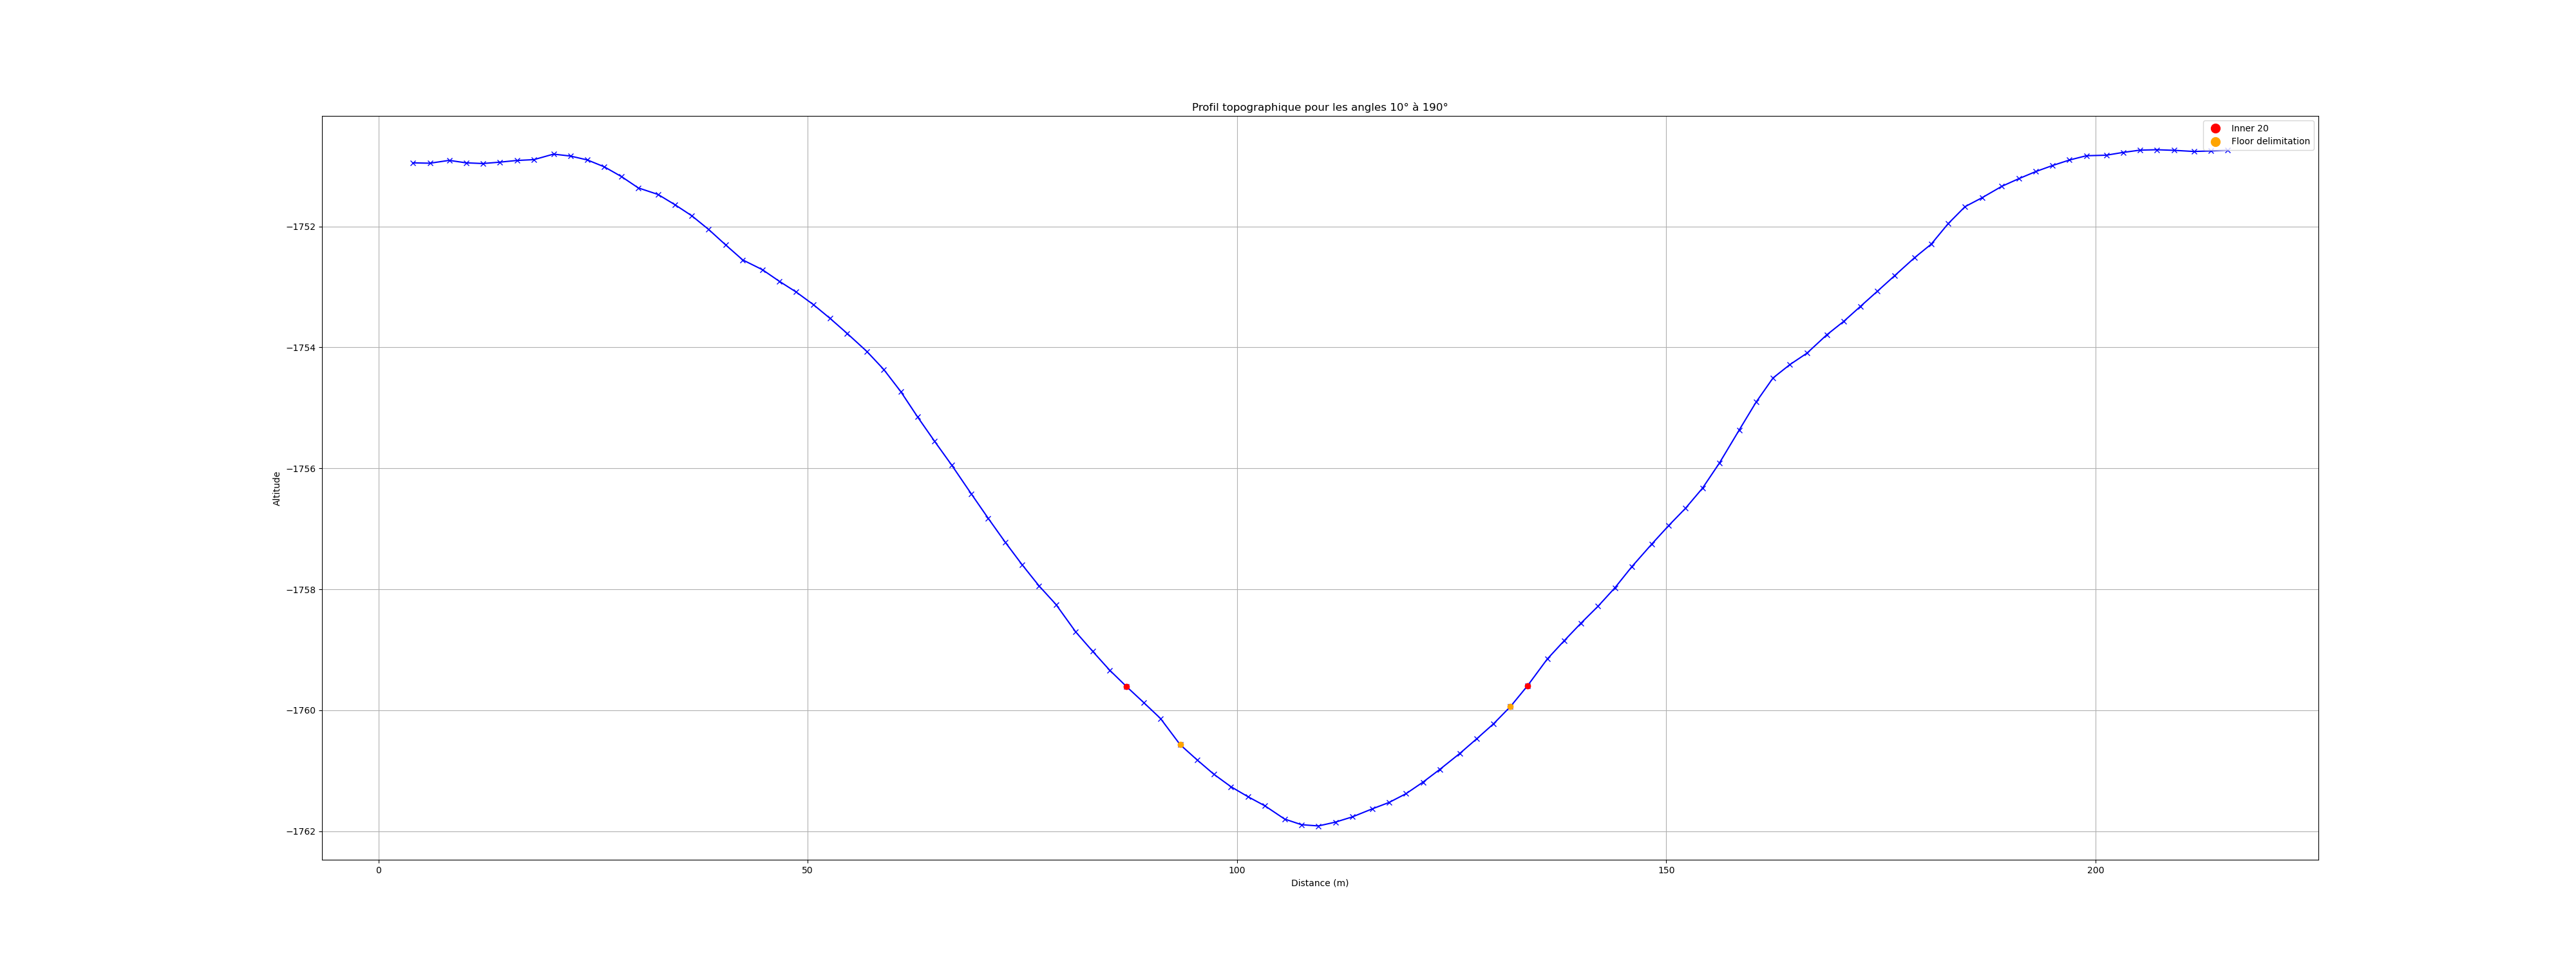 Profil topographique pour les angles 10° à 190°
Inner 20
Floor delimitation
Altitude
−1752
−1754
−1756
−1758
−1760
−1762
0
50
100
150
200
Distance (m)